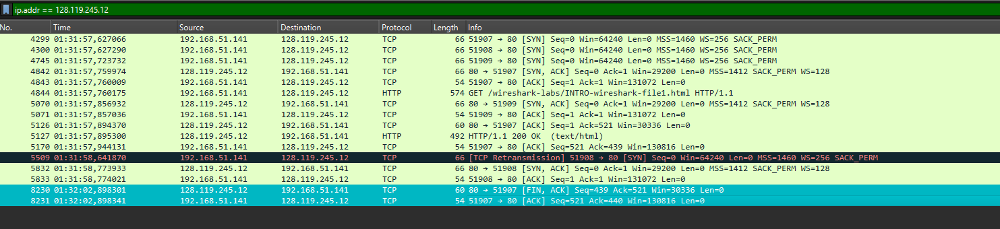 ip.addr == 128.119.245.12
No. Time Source Destination Protocol Length Info
4299 01:31:57,627066 192.168.51.141 128.119.245.12 TCP 66 51907 → 80 [SYN] Seq=0 Win=64240 Len=0 MSS=1460 WS=256 SACK_PERM
4300 01:31:57,627290 192.168.51.141 128.119.245.12 TCP 66 51908 → 80 [SYN] Seq=0 Win=64240 Len=0 MSS=1460 WS=256 SACK_PERM
4745 01:31:57,723732 192.168.51.141 128.119.245.12 TCP 66 51909 → 80 [SYN] Seq=0 Win=64240 Len=0 MSS=1460 WS=256 SACK_PERM
4842 01:31:57,759974 128.119.245.12 192.168.51.141 TCP 66 80 → 51907 [SYN, ACK] Seq=0 Ack=1 Win=29200 Len=0 MSS=1412 SACK_PERM WS=128
4843 01:31:57,760009 192.168.51.141 128.119.245.12 TCP 54 51907 → 80 [ACK] Seq=1 Ack=1 Win=131072 Len=0
4844 01:31:57,760175 192.168.51.141 128.119.245.12 HTTP 574 GET /wireshark-labs/INTRO-wireshark-file1.html HTTP/1.1
5070 01:31:57,856932 128.119.245.12 192.168.51.141 TCP 66 80 → 51909 [SYN, ACK] Seq=0 Ack=1 Win=29200 Len=0 MSS=1412 SACK_PERM WS=128
5071 01:31:57,857036 192.168.51.141 128.119.245.12 TCP 54 51909 → 80 [ACK] Seq=1 Ack=1 Win=131072 Len=0
5126 01:31:57,894370 128.119.245.12 192.168.51.141 TCP 60 80 → 51907 [ACK] Seq=1 Ack=521 Win=30336 Len=0
5127 01:31:57,895300 128.119.245.12 192.168.51.141 HTTP 492 HTTP/1.1 200 OK (text/html)
5170 01:31:57,944131 192.168.51.141 128.119.245.12 TCP 54 51907 → 80 [ACK] Seq=521 Ack=439 Win=130816 Len=0
5509 01:31:58,641870 192.168.51.141 128.119.245.12 TCP 66 [TCP Retransmission] 51908 → 80 [SYN] Seq=0 Win=64240 Len=0 MSS=1460 WS=256 SACK_PERM
5832 01:31:58,773933 128.119.245.12 192.168.51.141 TCP 66 80 → 51908 [SYN, ACK] Seq=0 Ack=1 Win=29200 Len=0 MSS=1412 SACK_PERM WS=128
5833 01:31:58,774021 192.168.51.141 128.119.245.12 TCP 54 51908 → 80 [ACK] Seq=1 Ack=1 Win=131072 Len=0
8230 01:32:02,898301 128.119.245.12 192.168.51.141 TCP 60 80 → 51907 [FIN, ACK] Seq=439 Ack=521 Win=30336 Len=0
8231 01:32:02,898341 192.168.51.141 128.119.245.12 TCP 54 51907 → 80 [ACK] Seq=521 Ack=440 Win=130816 Len=0